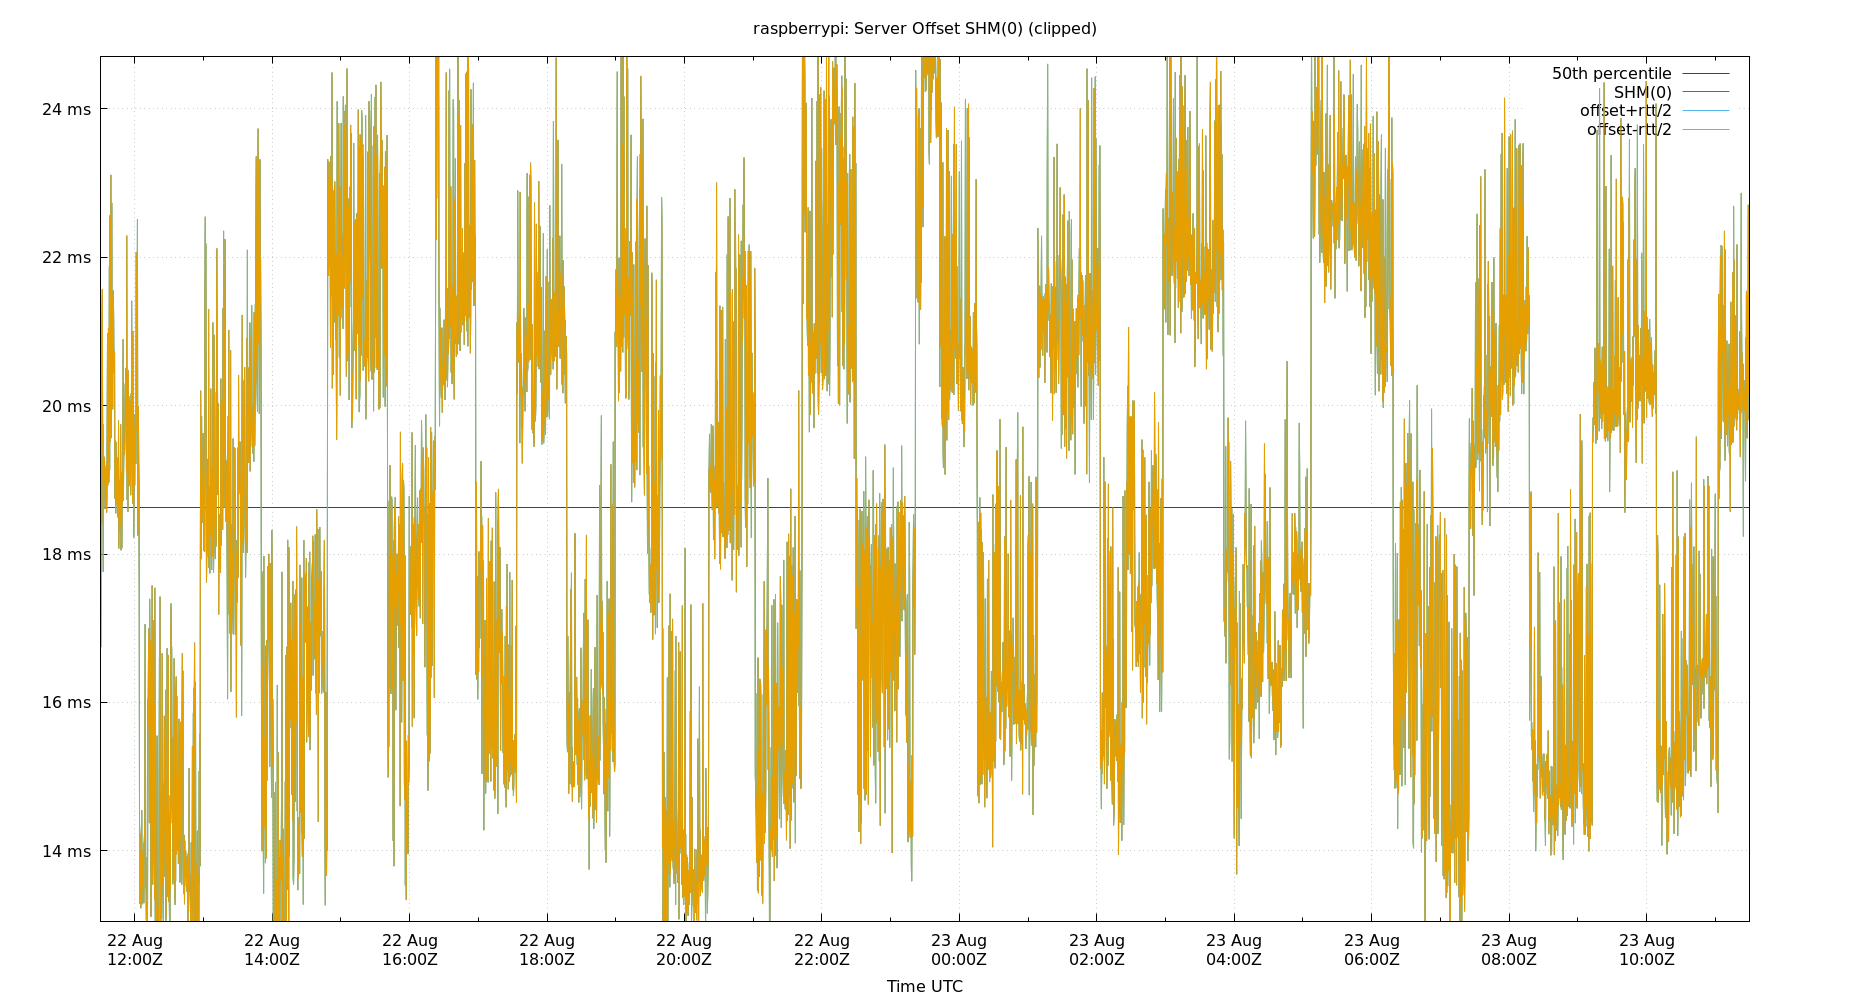 raspberrypi: Server Offset SHM(0) (clipped)
50th percentile
SHM(0)
offset+rtt/2
offset-rtt/2
24 ms
22 ms
20 ms
18 ms
16 ms
14 ms
22 Aug 22 Aug 22 Aug 22 Aug 22 Aug 22 Aug 23 Aug 23 Aug 23 Aug 23 Aug 23 Aug 23 Aug
12:00Z 14:00Z 16:00Z 18:00Z 20:00Z 22:00Z 00:00Z 02:00Z 04:00Z 06:00Z 08:00Z 10:00Z
Time UTC